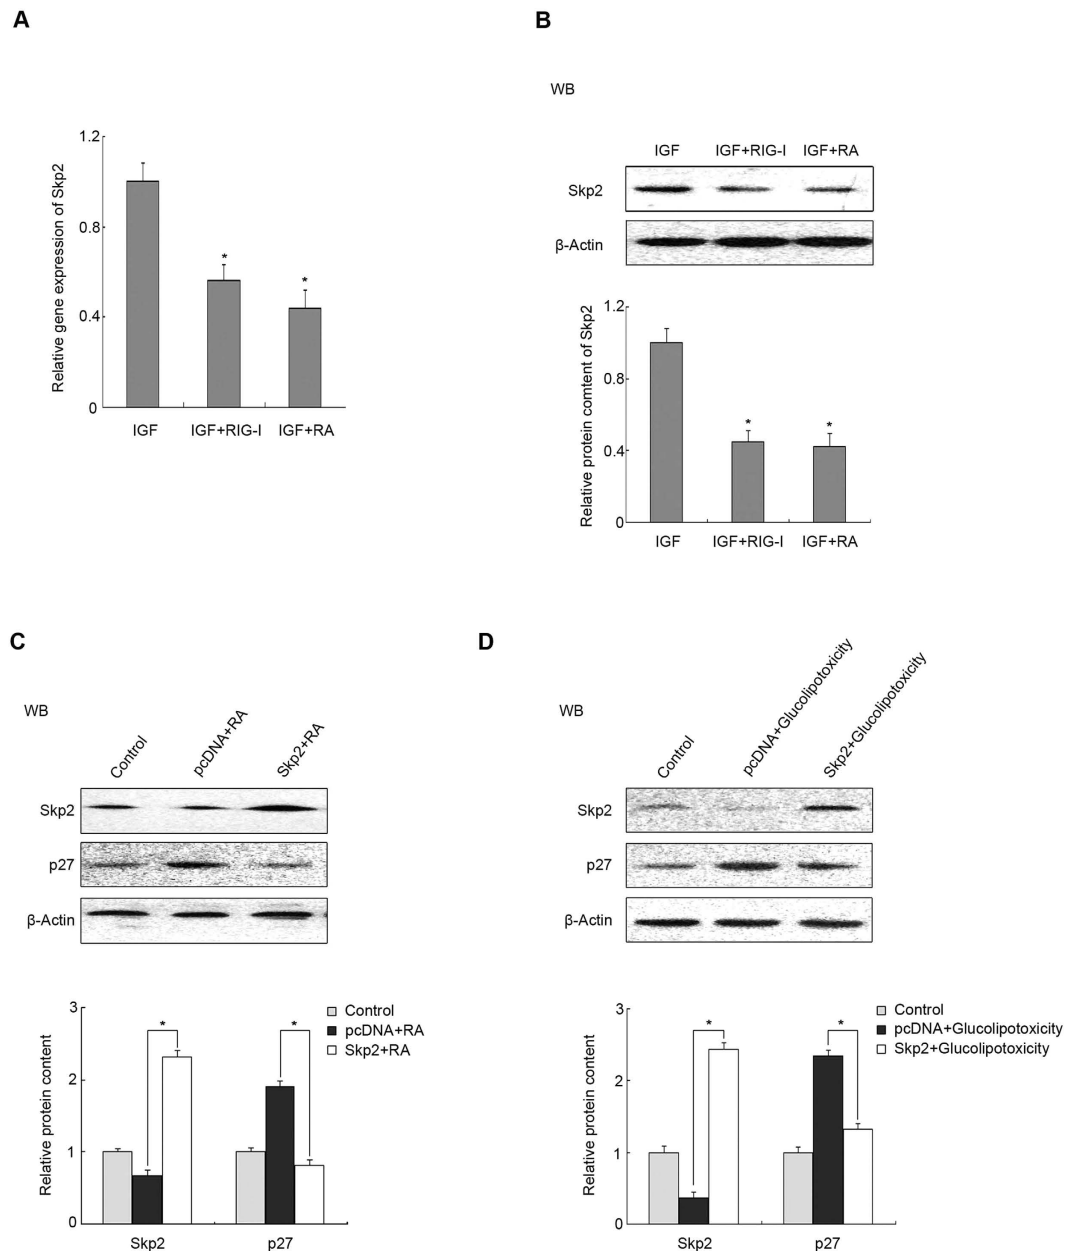 A
Relative gene expression of Skp2
1.2
0.8
0.4
0
*
*
IGF
IGF+RIG-I
IGF+RA
B
WB
IGF
IGF+RIG-I
IGF+RA
Skp2
β-Actin
Relative protein comtent of Skp2
1.2
0.8
0.4
0
*
*
IGF
IGF+RIG-I
IGF+RA
C
WB
Control
pcDNA+RA
Skp2+RA
Skp2
p27
β-Actin
Relative protein content
3
2
1
0
*
*
Control
pcDNA+RA
Skp2+RA
Skp2
p27
D
WB
Control
pcDNA+Glucolipotoxicity
Skp2+Glucolipotoxicity
Skp2
p27
β-Actin
Relative protein content
3
2
1
0
*
*
Control
pcDNA+Glucolipotoxicity
Skp2+Glucolipotoxicity
Skp2
p27